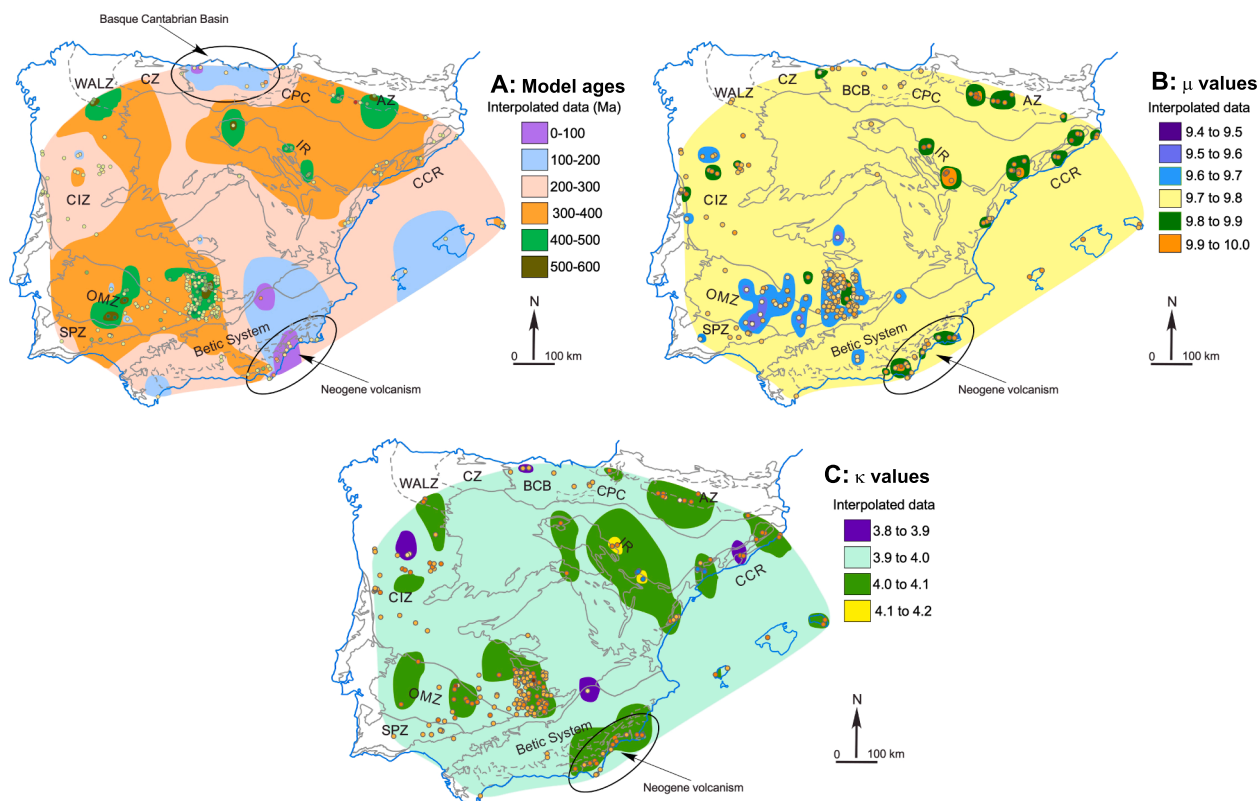 Basque Cantabrian Basin
WALZ
CZ
CPC
AZ
IR
CCR
CIZ
OMZ
SPZ
Betic System
Neogene volcanism
A: Model ages
Interpolated data (Ma)
0-100
100-200
200-300
300-400
400-500
500-600
N
0 100 km
CZ
BCB
CPC
WALZ
AZ
IR
CCR
CIZ
OMZ
SPZ
Betic System
Neogene volcanism
B: μ values
Interpolated data
9.4 to 9.5
9.5 to 9.6
9.6 to 9.7
9.7 to 9.8
9.8 to 9.9
9.9 to 10.0
N
0 100 km
WALZ
CZ
BCB
CPC
AZ
IR
CCR
CIZ
OMZ
SPZ
Betic System
Neogene volcanism
C: κ values
Interpolated data
3.8 to 3.9
3.9 to 4.0
4.0 to 4.1
4.1 to 4.2
N
0 100 km